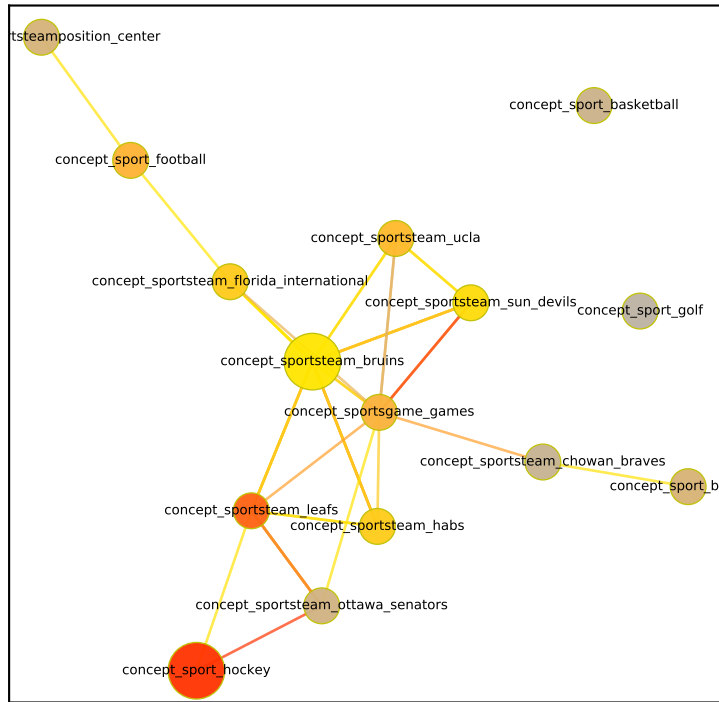 tsteamposition_center
concept_sport_basketball
concept_sport_football
concept_sportsteam_ucla
concept_sportsteam_florida_international
concept_sportsteam_sun_devils
concept_sport_golf
concept_sportsteam_bruins
concept_sportsgame_games
concept_sportsteam_chowan_braves
concept_sport_b
concept_sportsteam_leafs
concept_sportsteam_habs
concept_sportsteam_ottawa_senators
concept_sport_hockey